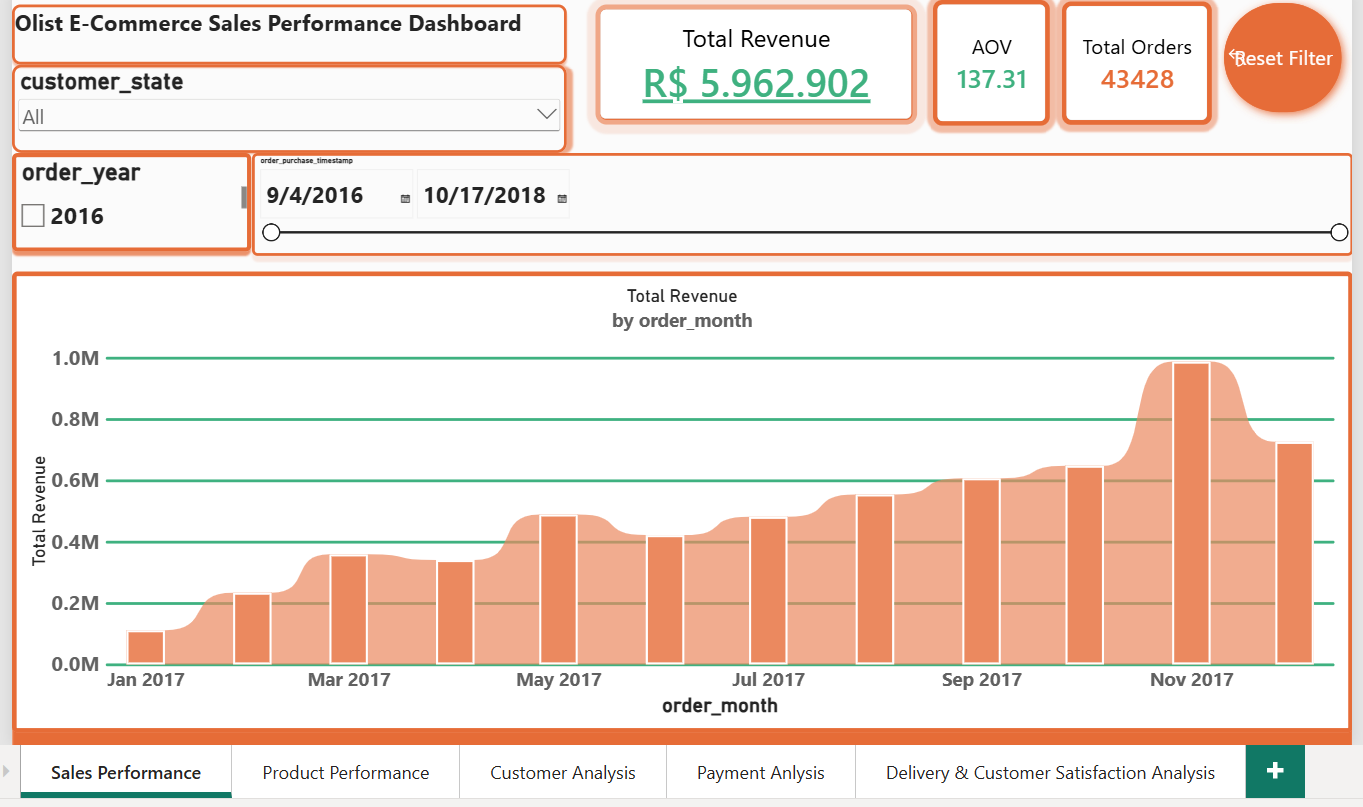 Olist E-Commerce Sales Performance Dashboard
customer_state
All
Total Revenue
R$ 5.962.902
AOV
137.31
Total Orders
43428
Reset Filter
order_year
2016
order_purchase_timestamp
9/4/2016
10/17/2018
Total Revenue
by order_month
1.0M
0.8M
0.6M
0.4M
0.2M
0.0M
Total Revenue
Jan 2017
Mar 2017
May 2017
Jul 2017
Sep 2017
Nov 2017
order_month
Sales Performance
Product Performance
Customer Analysis
Payment Anlysis
Delivery & Customer Satisfaction Analysis
+